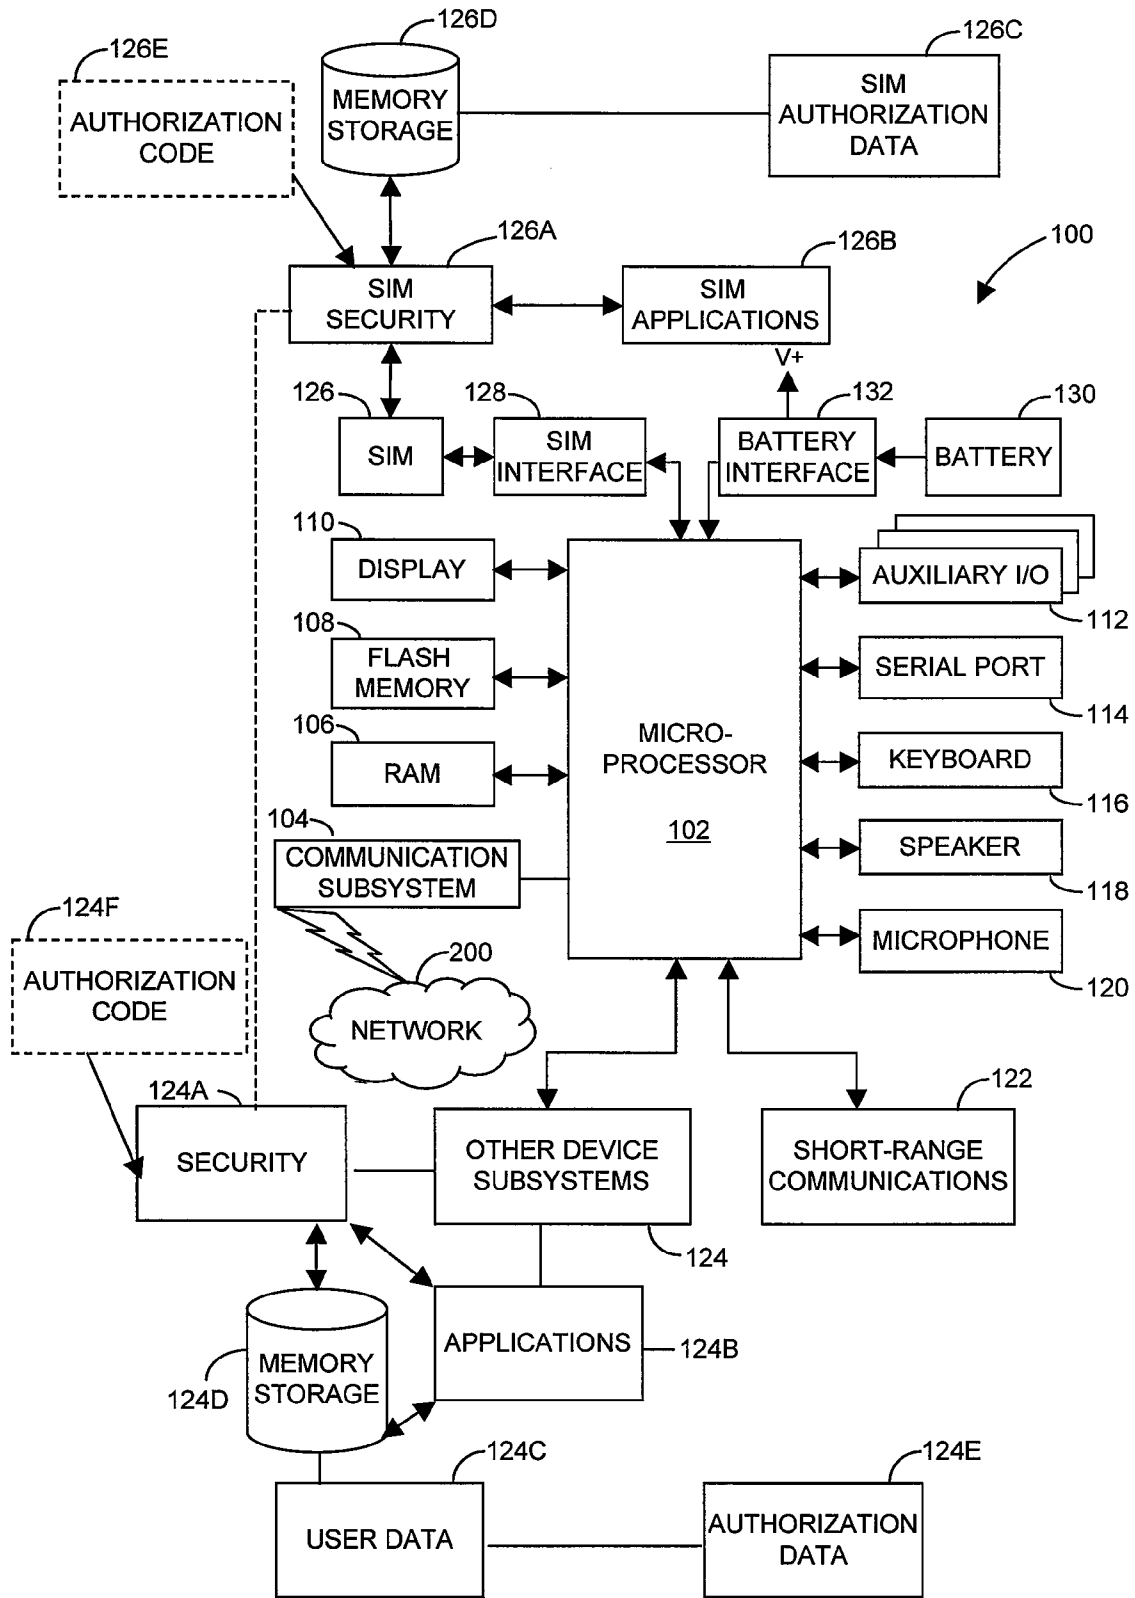 126D
126C
126E
AUTHORIZATION
CODE
MEMORY
STORAGE
SIM
AUTHORIZATION
DATA
126A
126B
100
SIM
SECURITY
SIM
APPLICATIONS
V+
126
128
132
130
SIM
SIM
INTERFACE
BATTERY
INTERFACE
BATTERY
110
DISPLAY
AUXILIARY I/O
112
108
FLASH
MEMORY
SERIAL PORT
114
106
RAM
MICRO-
PROCESSOR
102
KEYBOARD
116
104
COMMUNICATION
SUBSYSTEM
SPEAKER
118
124F
AUTHORIZATION
CODE
200
NETWORK
MICROPHONE
120
124A
SECURITY
OTHER DEVICE
SUBSYSTEMS
124
122
SHORT-RANGE
COMMUNICATIONS
MEMORY
STORAGE
124D
APPLICATIONS
124B
124C
USER DATA
124E
AUTHORIZATION
DATA